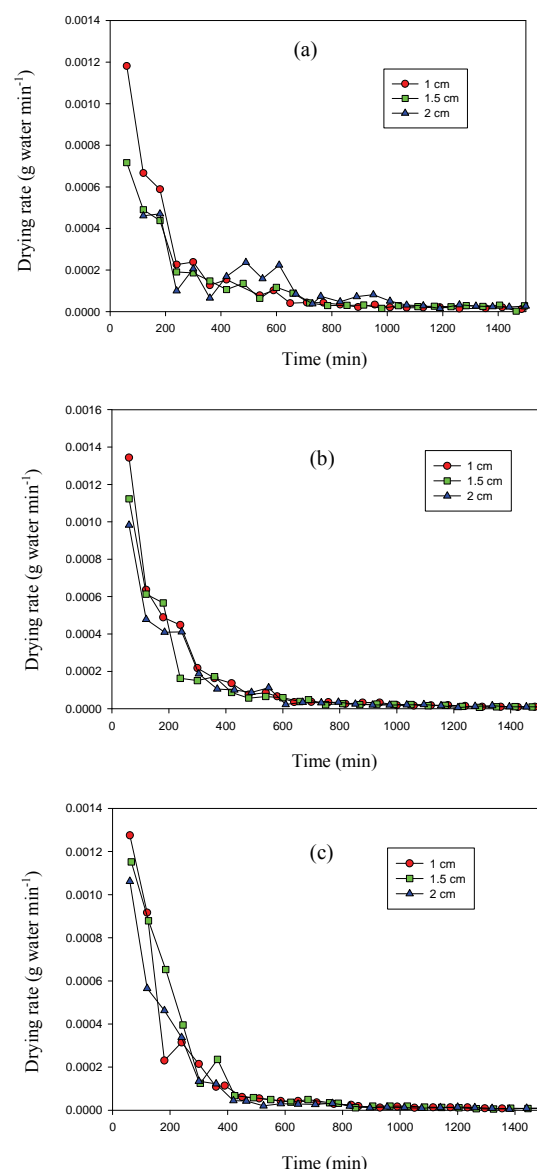 (a)
Drying rate (g water min⁻¹)
0.0014
0.0012
0.0010
0.0008
0.0006
0.0004
0.0002
0.0000
1 cm
1.5 cm
2 cm
0 200 400 600 800 1000 1200 1400
Time (min)
(b)
Drying rate (g water min⁻¹)
0.0016
0.0014
0.0012
0.0010
0.0008
0.0006
0.0004
0.0002
0.0000
1 cm
1.5 cm
2 cm
0 200 400 600 800 1000 1200 1400
Time (min)
(c)
Drying rate (g water min⁻¹)
0.0014
0.0012
0.0010
0.0008
0.0006
0.0004
0.0002
0.0000
1 cm
1.5 cm
2 cm
0 200 400 600 800 1000 1200 1400
Time (min)